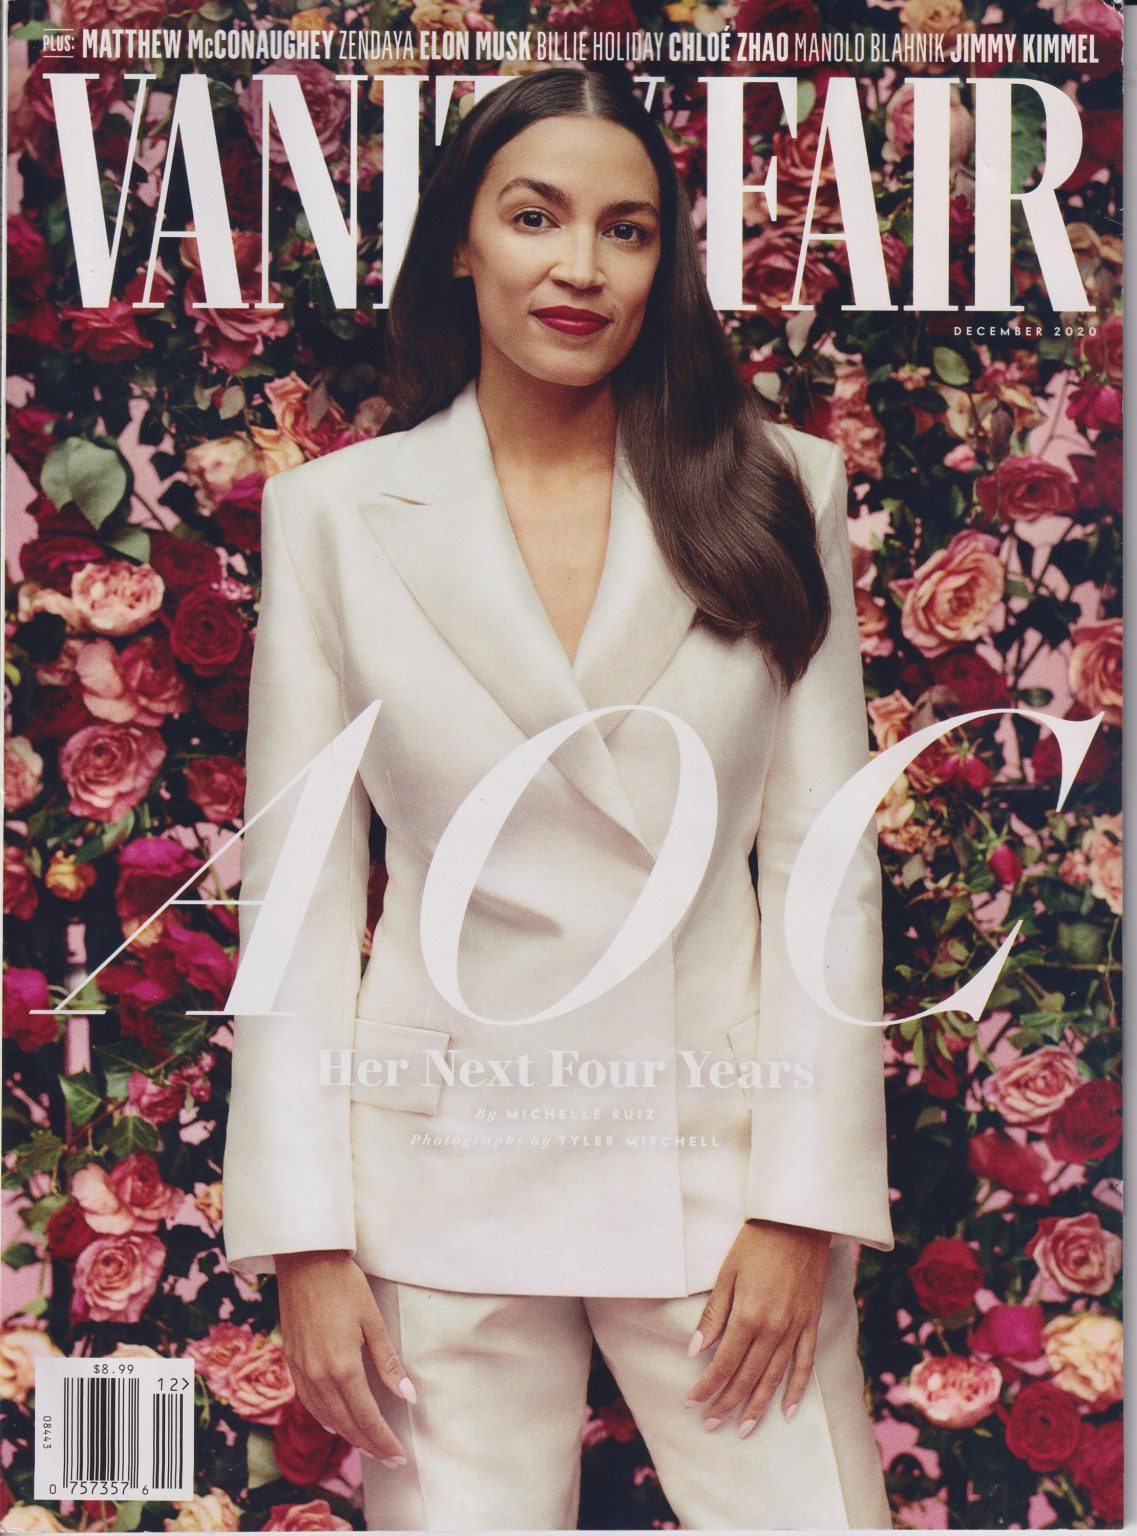 PLUS: MATTHEW McCONAUGHEY ZENDAYA ELON MUSK BILLIE HOLIDAY CHLOÉ ZHAO MANOLO BLAHNIK JIMMY KIMMEL
VANITY FAIR
DECEMBER 2020
AOC
Her Next Four Years
By MICHELLE RUIZ
Photographs by TYLER MITCHELL
$8.99
12>
08443
0 757357 6